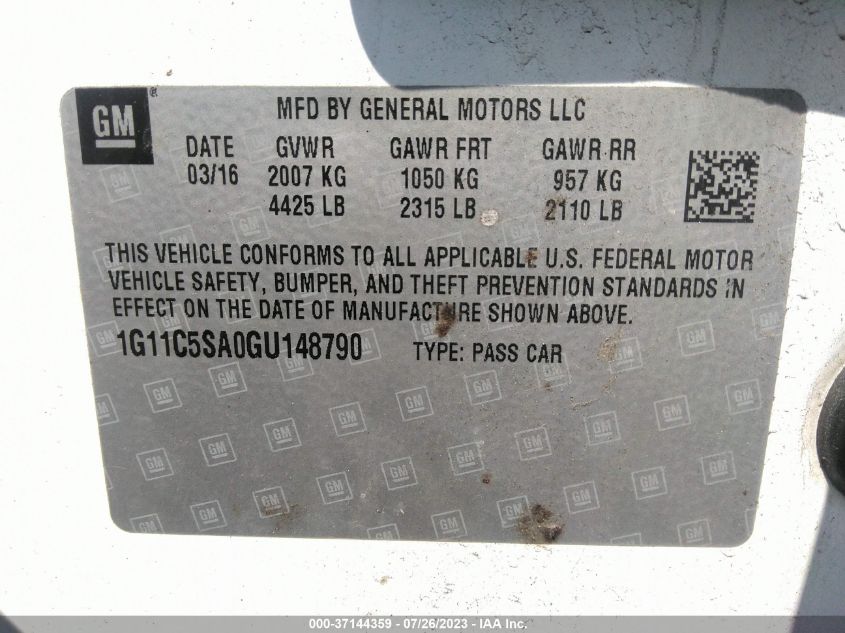 GM®
MFD BY GENERAL MOTORS LLC
DATE GVWR GAWR FRT GAWR RR
03/16 2007 KG 1050 KG 957 KG
4425 LB 2315 LB 2110 LB
THIS VEHICLE CONFORMS TO ALL APPLICABLE U.S. FEDERAL MOTOR
VEHICLE SAFETY, BUMPER, AND THEFT PREVENTION STANDARDS IN
EFFECT ON THE DATE OF MANUFACTURE SHOWN ABOVE.
1G11C5SA0GU148790 TYPE: PASS CAR
000-37144359 - 07/26/2023 - IAA Inc.